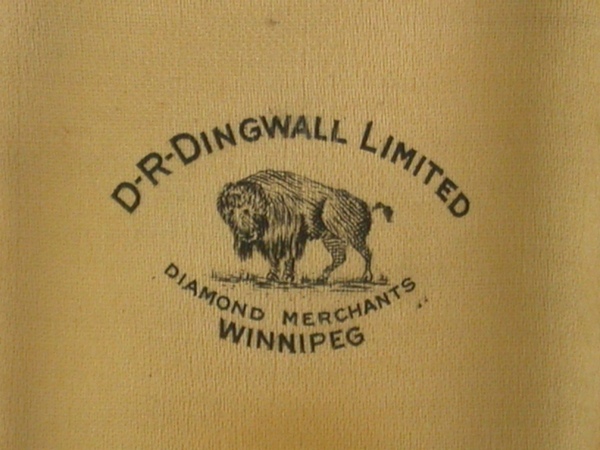 D-R-DINGWALL LIMITED
DIAMOND MERCHANTS
WINNIPEG